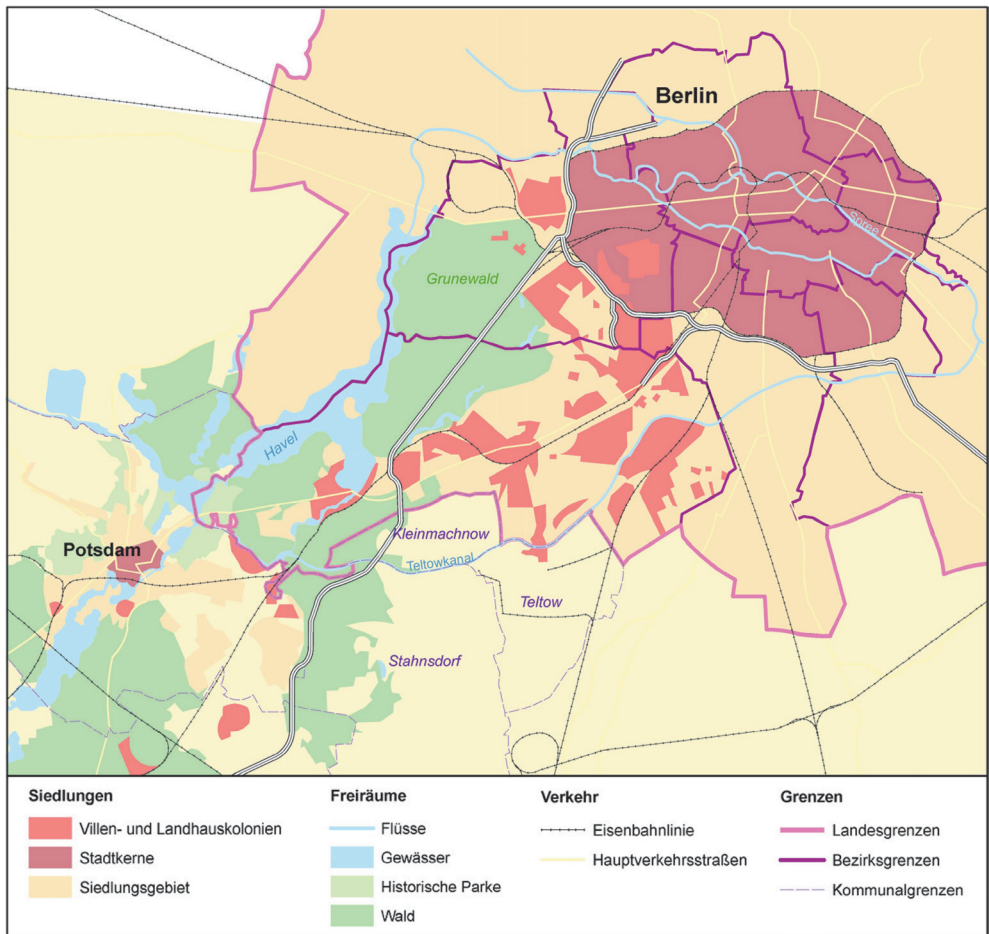 Berlin
Spree
Grunewald
Havel
Kleinmachnow
Potsdam
Teltowkanal
Teltow
Stahnsdorf
Siedlungen
Villen- und Landhauskolonien
Stadtkerne
Siedlungsgebiet
Freiräume
Flüsse
Gewässer
Historische Parke
Wald
Verkehr
Eisenbahnlinie
Hauptverkehrsstraßen
Grenzen
Landesgrenzen
Bezirksgrenzen
Kommunalgrenzen